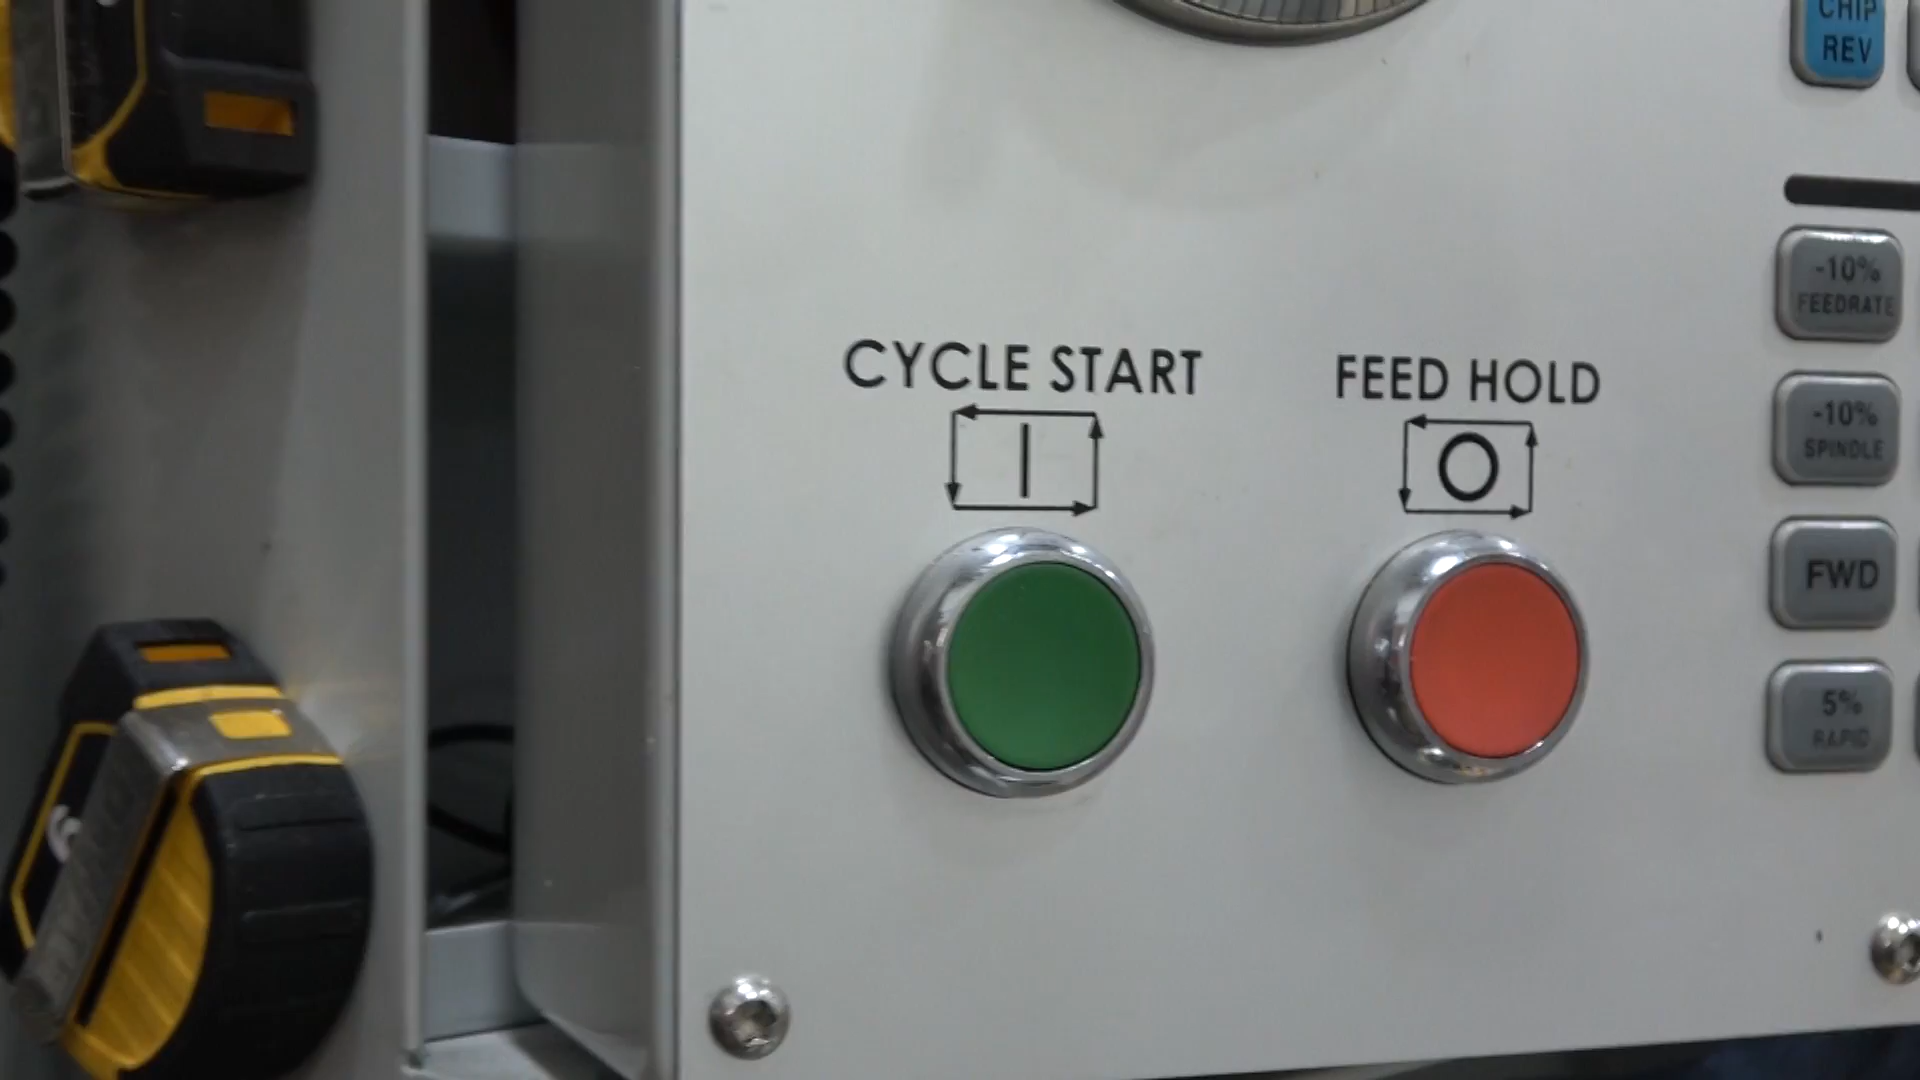 CHIP
REV
CYCLE START
I
FEED HOLD
O
-10%
FEEDRATE
-10%
SPINDLE
FWD
5%
RAPID